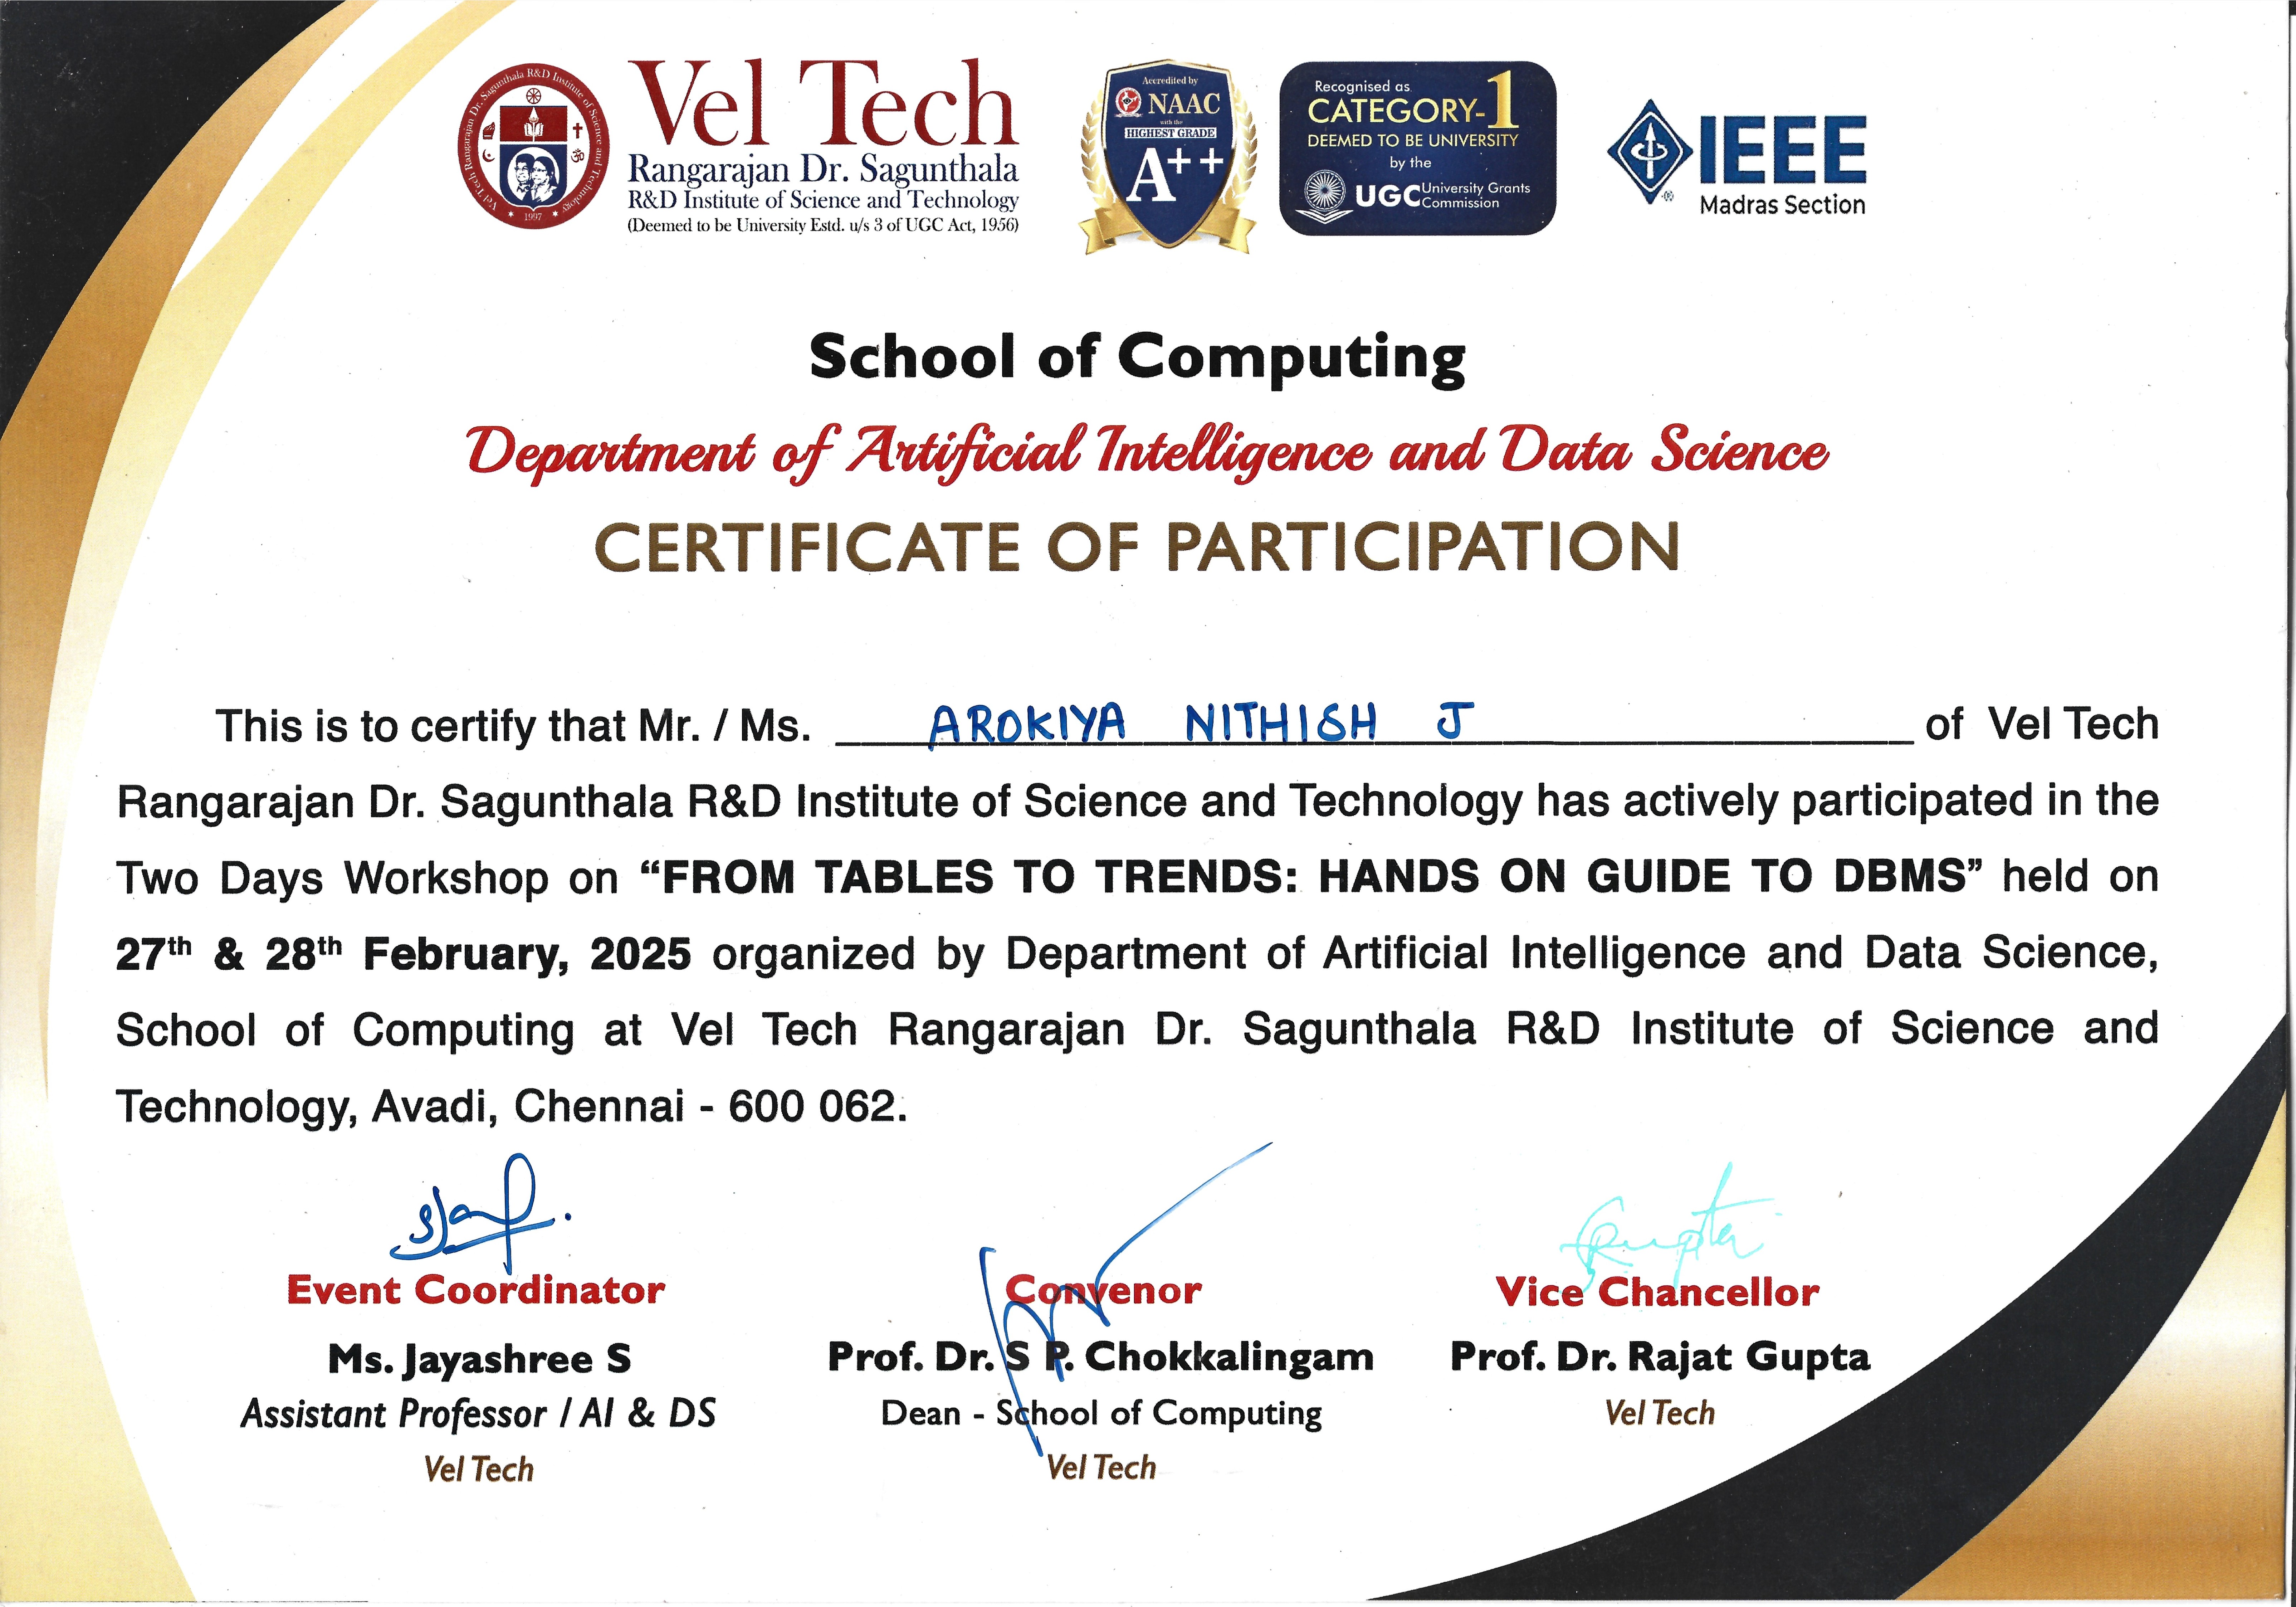 Vel Tech Rangarajan Dr. Sagunthala R&D Institute of Science and Technology
1997
Vel Tech
Rangarajan Dr. Sagunthala
R&D Institute of Science and Technology
(Deemed to be University Estd. u/s 3 of UGC Act, 1956)
Accredited by
NAAC
with the
HIGHEST GRADE
A++
Recognised as
CATEGORY-1
DEEMED TO BE UNIVERSITY
by the
UGC University Grants Commission
IEEE
Madras Section
School of Computing
Department of Artificial Intelligence and Data Science
CERTIFICATE OF PARTICIPATION
This is to certify that Mr. / Ms. AROKIYA NITHISH J of Vel Tech
Rangarajan Dr. Sagunthala R&D Institute of Science and Technology has actively participated in the
Two Days Workshop on “FROM TABLES TO TRENDS: HANDS ON GUIDE TO DBMS” held on
27th & 28th February, 2025 organized by Department of Artificial Intelligence and Data Science,
School of Computing at Vel Tech Rangarajan Dr. Sagunthala R&D Institute of Science and
Technology, Avadi, Chennai - 600 062.
Event Coordinator
Ms. Jayashree S
Assistant Professor / AI & DS
Vel Tech
Convenor
Prof. Dr. S P. Chokkalingam
Dean - School of Computing
Vel Tech
Vice Chancellor
Prof. Dr. Rajat Gupta
Vel Tech